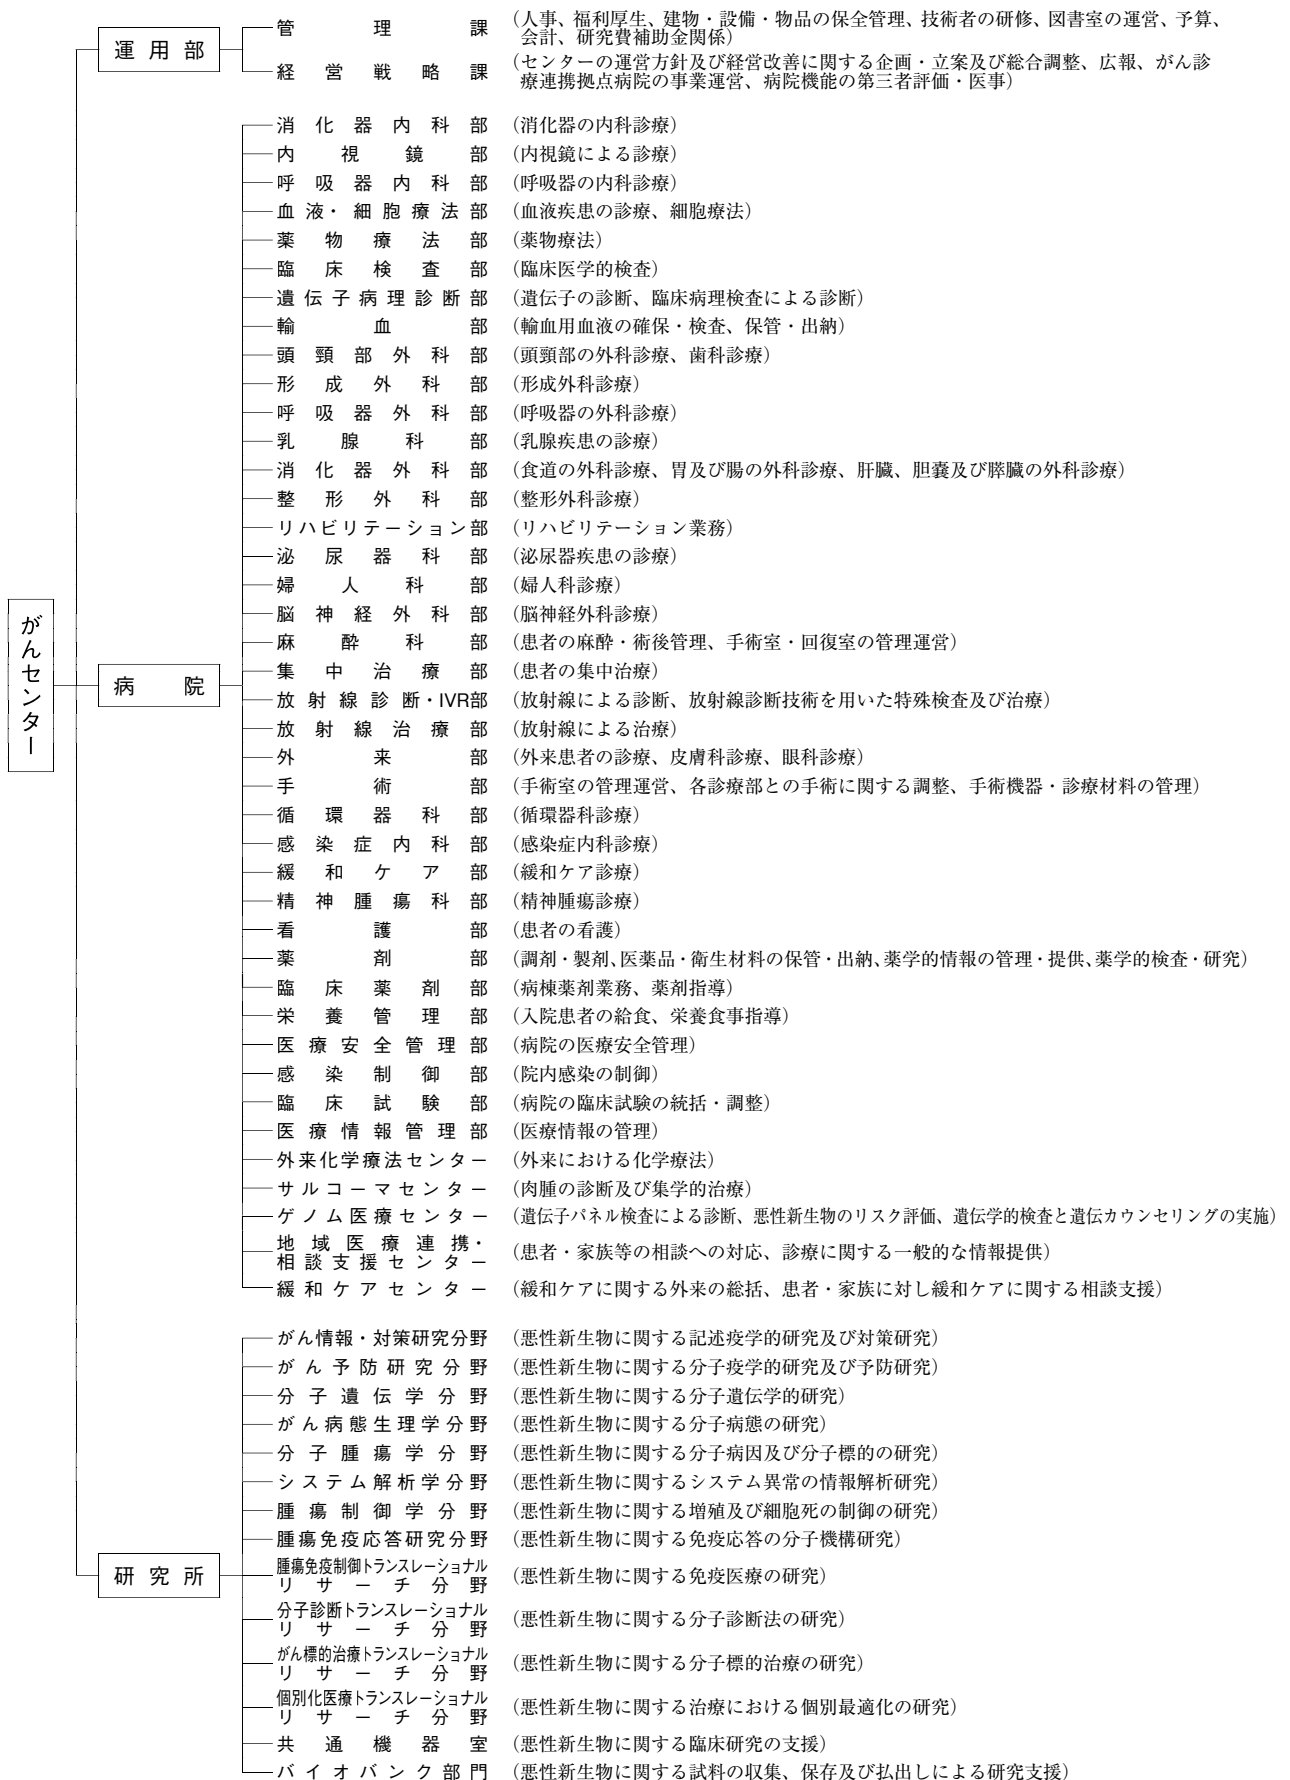 がんセンター
運用部
管理課 （人事、福利厚生、建物・設備・物品の保全管理、技術者の研修、図書室の運営、予算、
会計、研究費補助金関係）
経営戦略課 （センターの運営方針及び経営改善に関する企画・立案及び総合調整、広報、がん診
療連携拠点病院の事業運営、病院機能の第三者評価・医事）
病院
消化器内科部 （消化器の内科診療）
内視鏡部 （内視鏡による診療）
呼吸器内科部 （呼吸器の内科診療）
血液・細胞療法部 （血液疾患の診療、細胞療法）
薬物療法部 （薬物療法）
臨床検査部 （臨床医学的検査）
遺伝子病理診断部 （遺伝子の診断、臨床病理検査による診断）
輸血部 （輸血用血液の確保・検査、保管・出納）
頭頸部外科部 （頭頸部の外科診療、歯科診療）
形成外科部 （形成外科診療）
呼吸器外科部 （呼吸器の外科診療）
乳腺科部 （乳腺疾患の診療）
消化器外科部 （食道の外科診療、胃及び腸の外科診療、肝臓、胆嚢及び膵臓の外科診療）
整形外科部 （整形外科診療）
リハビリテーション部 （リハビリテーション業務）
泌尿器科部 （泌尿器疾患の診療）
婦人科部 （婦人科診療）
脳神経外科部 （脳神経外科診療）
麻酔科部 （患者の麻酔・術後管理、手術室・回復室の管理運営）
集中治療部 （患者の集中治療）
放射線診断・IVR部 （放射線による診断、放射線診断技術を用いた特殊検査及び治療）
放射線治療部 （放射線による治療）
外来部 （外来患者の診療、皮膚科診療、眼科診療）
手術部 （手術室の管理運営、各診療部との手術に関する調整、手術機器・診療材料の管理）
循環器科部 （循環器科診療）
感染症内科部 （感染症内科診療）
緩和ケア部 （緩和ケア診療）
精神腫瘍科部 （精神腫瘍診療）
看護部 （患者の看護）
薬剤部 （調剤・製剤、医薬品・衛生材料の保管・出納、薬学的情報の管理・提供、薬学的検査・研究）
臨床薬剤部 （病棟薬剤業務、薬剤指導）
栄養管理部 （入院患者の給食、栄養食事指導）
医療安全管理部 （病院の医療安全管理）
感染制御部 （院内感染の制御）
臨床試験部 （病院の臨床試験の統括・調整）
医療情報管理部 （医療情報の管理）
外来化学療法センター （外来における化学療法）
サルコーマセンター （肉腫の診断及び集学的治療）
ゲノム医療センター （遺伝子パネル検査による診断、悪性新生物のリスク評価、遺伝学的検査と遺伝カウンセリングの実施）
地域医療連携・
相談支援センター （患者・家族等の相談への対応、診療に関する一般的な情報提供）
緩和ケアセンター （緩和ケアに関する外来の総括、患者・家族に対し緩和ケアに関する相談支援）
研究所
がん情報・対策研究分野 （悪性新生物に関する記述疫学的研究及び対策研究）
がん予防研究分野 （悪性新生物に関する分子疫学的研究及び予防研究）
分子遺伝学分野 （悪性新生物に関する分子遺伝学的研究）
がん病態生理学分野 （悪性新生物に関する分子病態の研究）
分子腫瘍学分野 （悪性新生物に関する分子病因及び分子標的の研究）
システム解析学分野 （悪性新生物に関するシステム異常の情報解析研究）
腫瘍制御学分野 （悪性新生物に関する増殖及び細胞死の制御の研究）
腫瘍免疫応答研究分野 （悪性新生物に関する免疫応答の分子機構研究）
腫瘍免疫制御トランスレーショナル
リサーチ分野 （悪性新生物に関する免疫医療の研究）
分子診断トランスレーショナル
リサーチ分野 （悪性新生物に関する分子診断法の研究）
がん標的治療トランスレーショナル
リサーチ分野 （悪性新生物に関する分子標的治療の研究）
個別化医療トランスレーショナル
リサーチ分野 （悪性新生物に関する治療における個別最適化の研究）
共通機器室 （悪性新生物に関する臨床研究の支援）
バイオバンク部門 （悪性新生物に関する試料の収集、保存及び払出しによる研究支援）